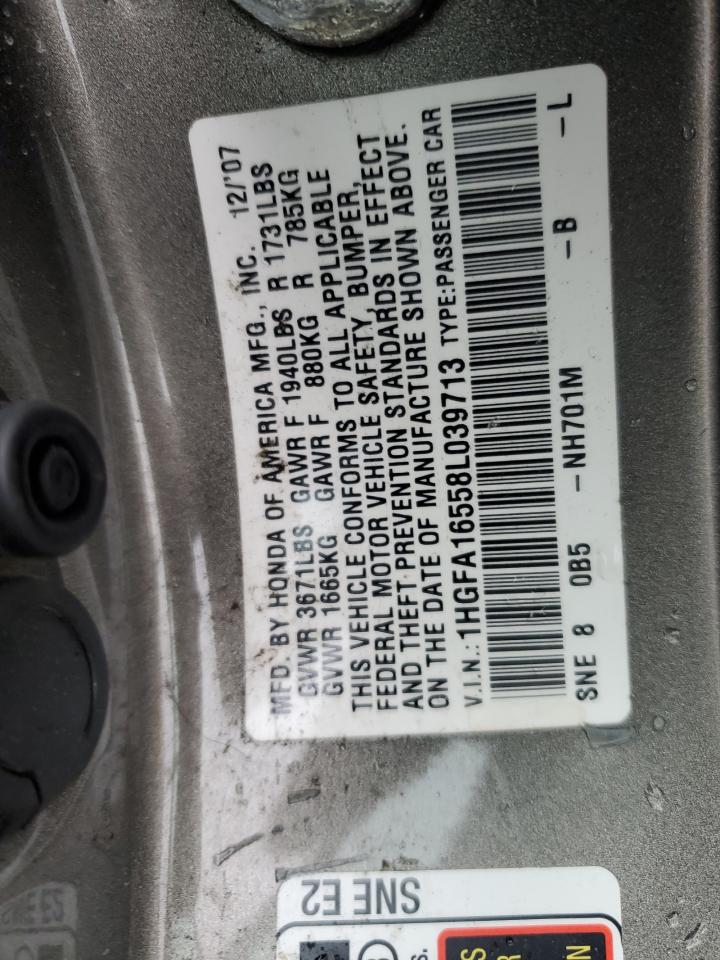 MFD. BY HONDA OF AMERICA MFG., INC. 12/'07
GVWR 3671LBS GAWR F 1940LBS R 1731LBS
GVWR 1665KG GAWR F 880KG R 785KG
THIS VEHICLE CONFORMS TO ALL APPLICABLE
FEDERAL MOTOR VEHICLE SAFETY, BUMPER,
AND THEFT PREVENTION STANDARDS IN EFFECT
ON THE DATE OF MANUFACTURE SHOWN ABOVE.
V.I.N.: 1HGFA16558L039713 TYPE:PASSENGER CAR
SNE 8 0B5 -NH701M -B -L
SNE E2